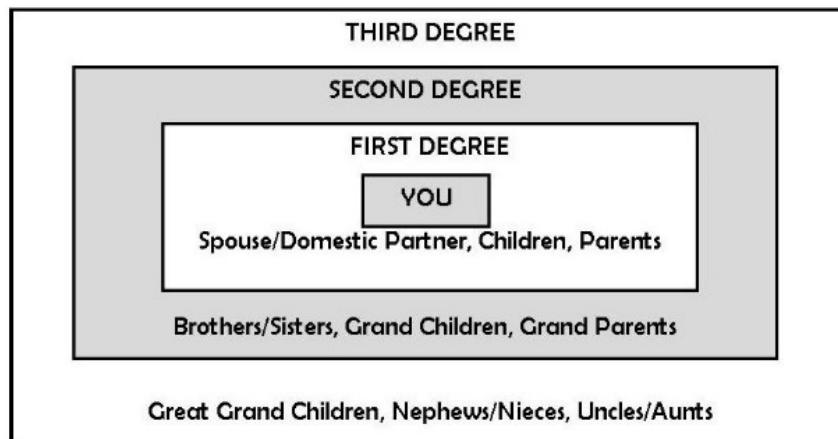 THIRD DEGREE
SECOND DEGREE
FIRST DEGREE
YOU
Spouse/Domestic Partner, Children, Parents
Brothers/Sisters, Grand Children, Grand Parents
Great Grand Children, Nephews/Nieces, Uncles/Aunts